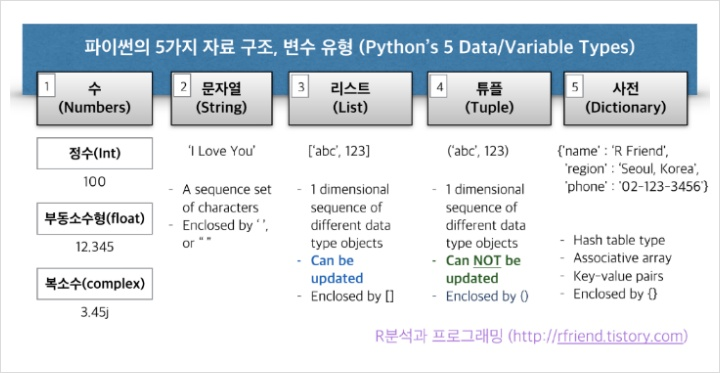 파이썬의 5가지 자료 구조, 변수 유형 (Python's 5 Data/Variable Types)
1
수
(Numbers)
정수(Int)
100
부동소수형(float)
12.345
복소수(complex)
3.45j
2
문자열
(String)
'I Love You'
- A sequence set
of characters
- Enclosed by ‘ ’,
or “ ”
3
리스트
(List)
['abc', 123]
- 1 dimensional
sequence of
different data
type objects
- Can be
updated
- Enclosed by []
4
튜플
(Tuple)
('abc', 123)
- 1 dimensional
sequence of
different data
type objects
- Can NOT be
updated
- Enclosed by ()
5
사전
(Dictionary)
{'name' : 'R Friend',
'region' : 'Seoul, Korea',
'phone' : '02-123-3456'}
- Hash table type
- Associative array
- Key-value pairs
- Enclosed by {}
R분석과 프로그래밍 (http://rfriend.tistory.com)